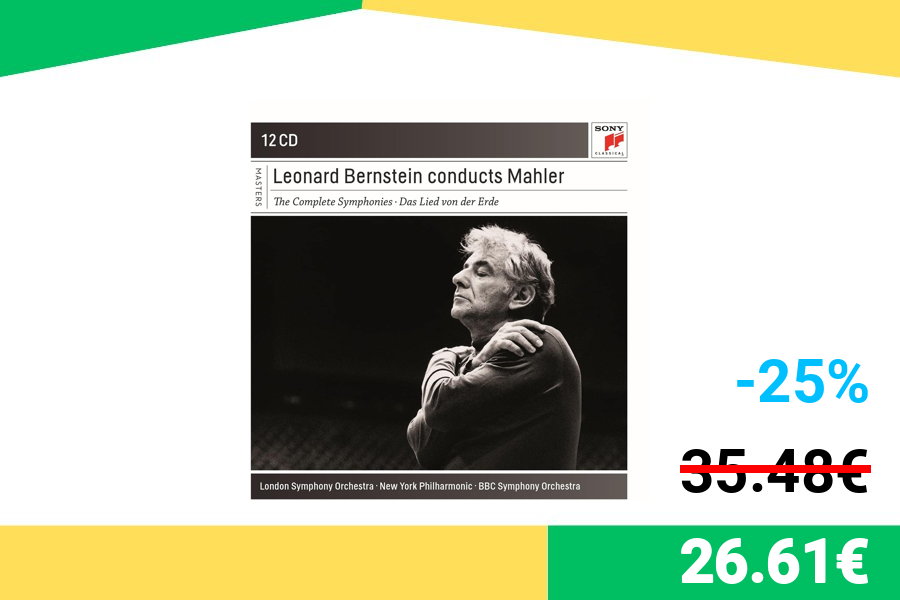 12 CD
SONY
CLASSICAL
MASTERS
Leonard Bernstein conducts Mahler
The Complete Symphonies · Das Lied von der Erde
London Symphony Orchestra · New York Philharmonic · BBC Symphony Orchestra
-25%
35.48€
26.61€